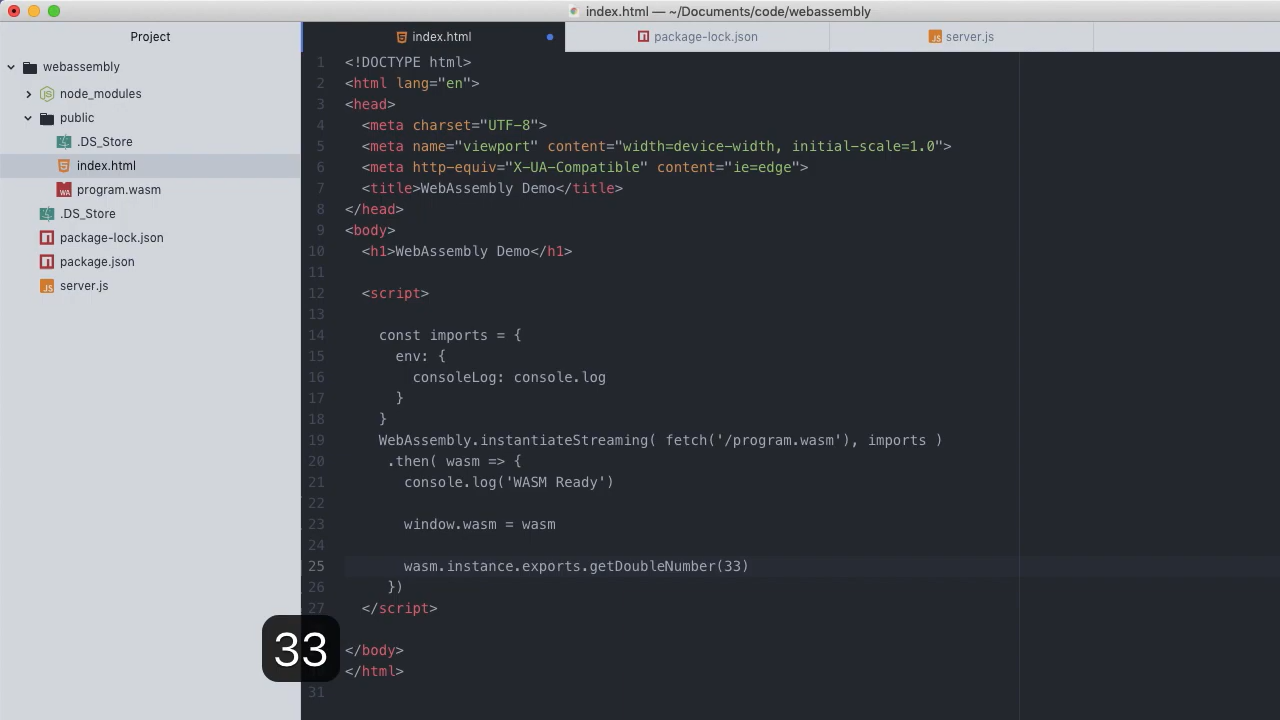 index.html — ~/Documents/code/webassembly
Project
index.html
package-lock.json
server.js
webassembly
node_modules
public
.DS_Store
index.html
program.wasm
.DS_Store
package-lock.json
package.json
server.js
1 <!DOCTYPE html>
2 <html lang="en">
3 <head>
4 <meta charset="UTF-8">
5 <meta name="viewport" content="width=device-width, initial-scale=1.0">
6 <meta http-equiv="X-UA-Compatible" content="ie=edge">
7 <title>WebAssembly Demo</title>
8 </head>
9 <body>
10 <h1>WebAssembly Demo</h1>
11
12 <script>
13
14 const imports = {
15 env: {
16 consoleLog: console.log
17 }
18 }
19 WebAssembly.instantiateStreaming( fetch('/program.wasm'), imports )
20 .then( wasm => {
21 console.log('WASM Ready')
22
23 window.wasm = wasm
24
25 wasm.instance.exports.getDoubleNumber(33)
26 })
27 </script>
33
</body>
</html>
31